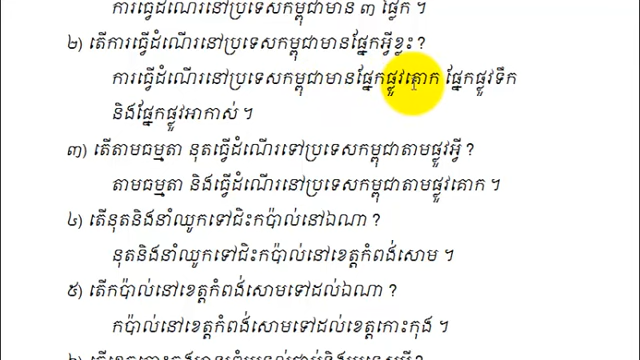 ការធ្វើដំណើរនៅប្រទេសកម្ពុជាមាន ៣ ផ្នែក ។
២) តើការធ្វើដំណើរនៅប្រទេសកម្ពុជាមានផ្នែកអ្វីខ្លះ ?
ការធ្វើដំណើរនៅប្រទេសកម្ពុជាមានផ្នែកផ្លូវគោក ផ្នែកផ្លូវទឹក
និងផ្នែកផ្លូវអាកាស់ ។
៣) តើតាមធម្មតា នុតធ្វើដំណើរទៅប្រទេសកម្ពុជាតាមផ្លូវអ្វី ?
តាមធម្មតា និងធ្វើដំណើរនៅប្រទេសកម្ពុជាតាមផ្លូវគោក ។
៤) តើនុតនិងនាំឈូកទៅជិះកប៉ាល់នៅឯណា ?
នុតនិងនាំឈូកទៅជិះកប៉ាល់នៅខេត្តកំពង់សោម ។
៥) តើកប៉ាល់នៅខេត្តកំពង់សោមទៅដល់ឯណា ?
កប៉ាល់នៅខេត្តកំពង់សោមទៅដល់ខេត្តកោះកុង ។